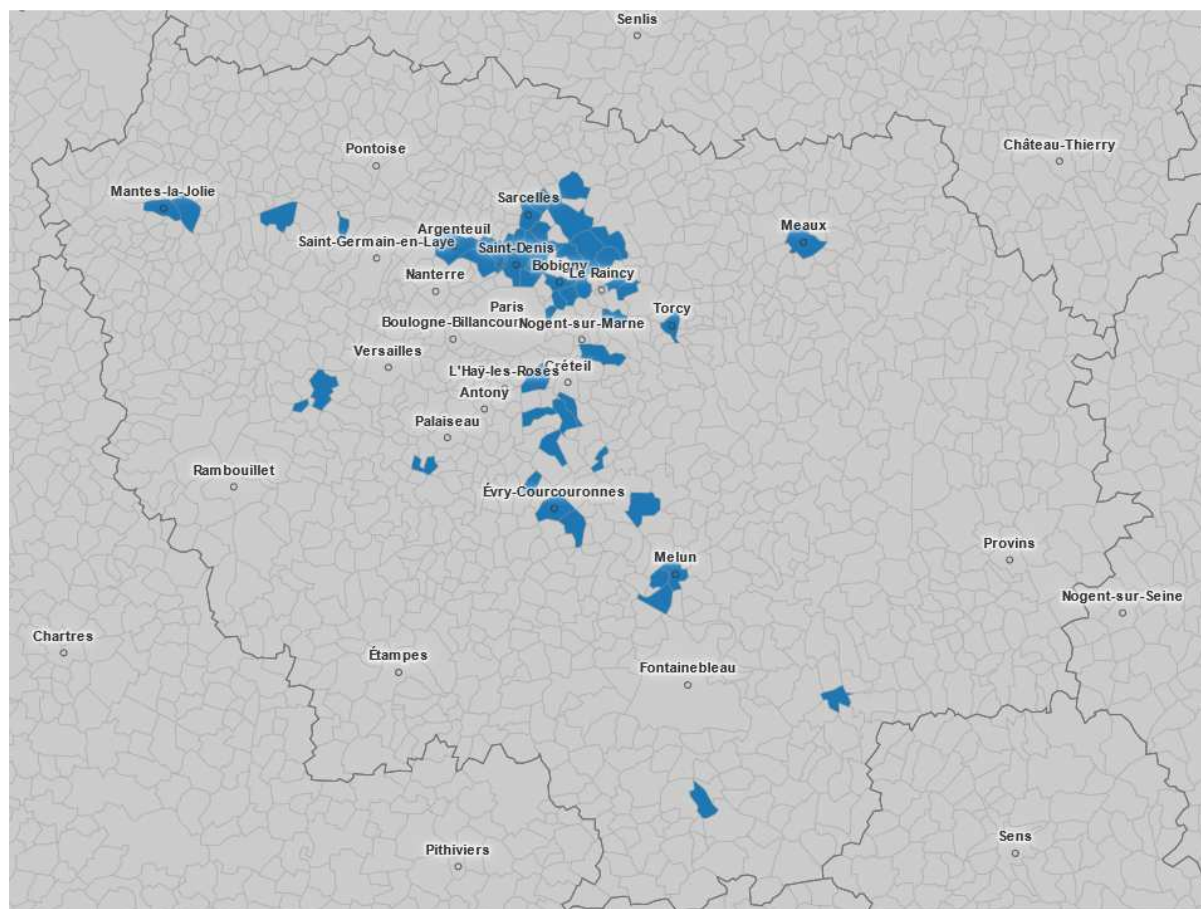 Senlis
Château-Thierry
Pontoise
Mantes-la-Jolie
Sarcelles
Meaux
Argenteuil
Saint-Germain-en-Laye
Saint-Denis
Bobigny
Le Raincy
Nanterre
Paris
Torcy
Boulogne-Billancour
Nogent-sur-Marne
Versailles
L'Haÿ-les-Roses
Créteil
Antony
Palaiseau
Rambouillet
Évry-Courcouronnes
Provins
Melun
Nogent-sur-Seine
Chartres
Étampes
Fontainebleau
Sens
Pithiviers